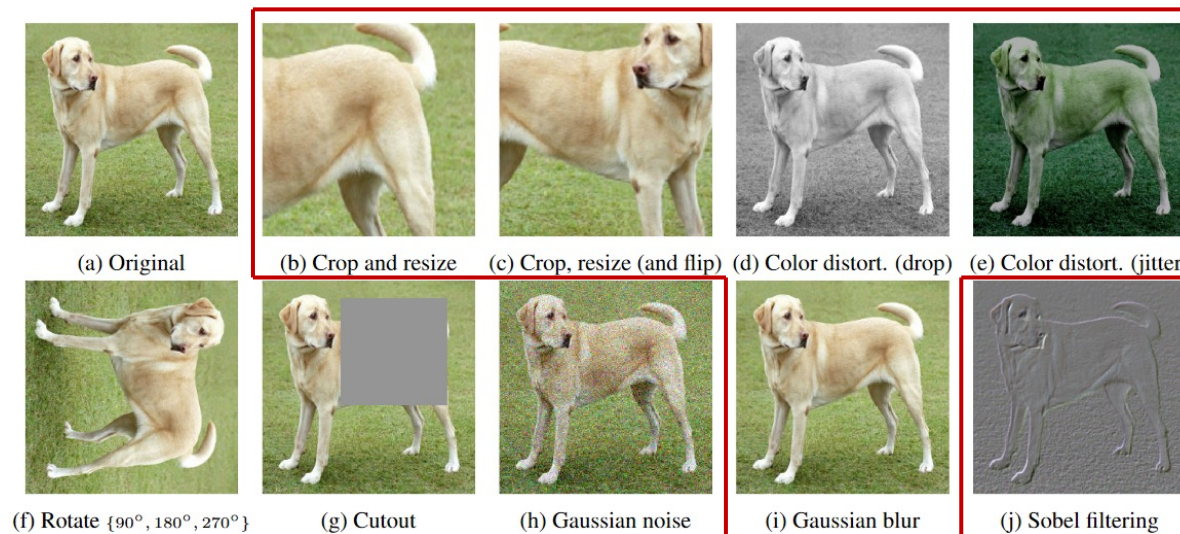 (a) Original
(b) Crop and resize
(c) Crop, resize (and flip)
(d) Color distort. (drop)
(e) Color distort. (jitter
(f) Rotate {90°, 180°, 270°}
(g) Cutout
(h) Gaussian noise
(i) Gaussian blur
(j) Sobel filtering